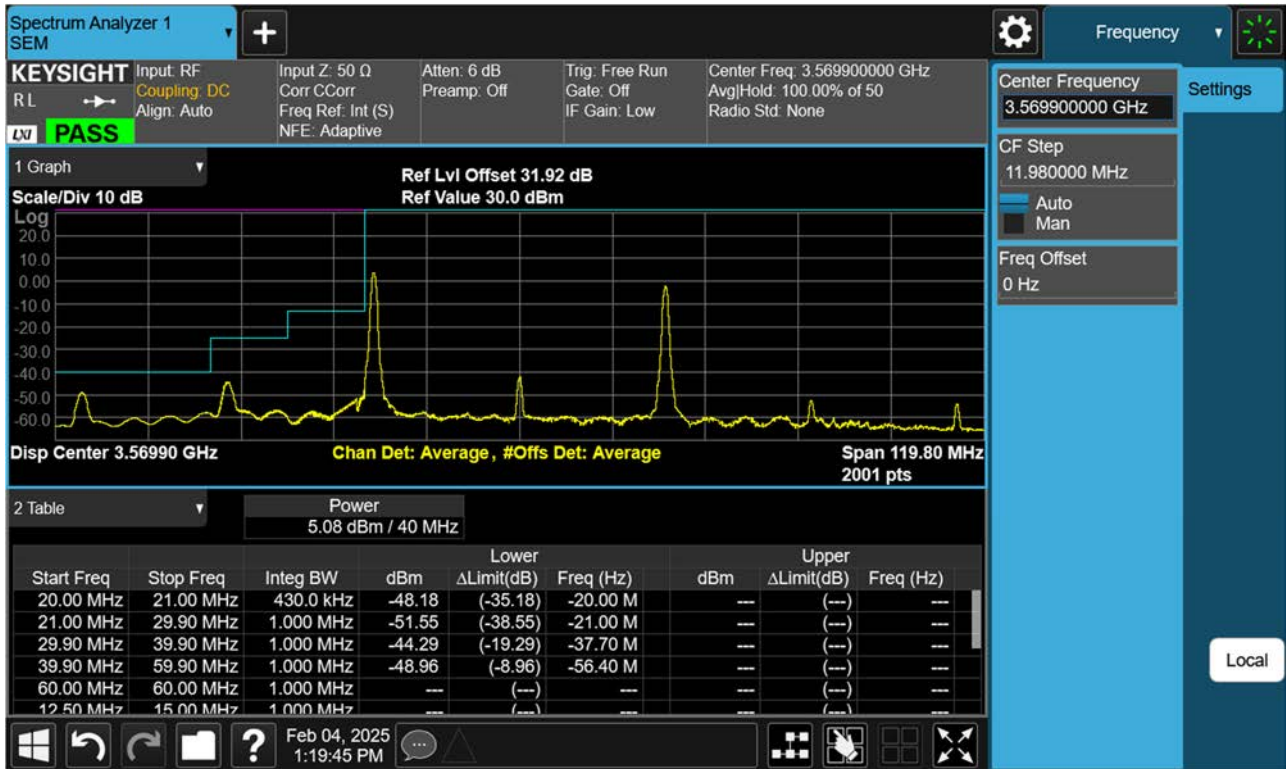 Spectrum Analyzer 1
SEM
Frequency
KEYSIGHT
R L
LXI
PASS
Input: RF
Coupling: DC
Align: Auto
Input Z: 50 Ω
Corr CCorr
Freq Ref: Int (S)
NFE: Adaptive
Atten: 6 dB
Preamp: Off
Trig: Free Run
Gate: Off
IF Gain: Low
Center Freq: 3.569900000 GHz
Avg|Hold: 100.00% of 50
Radio Std: None
Center Frequency
3.569900000 GHz
Settings
CF Step
11.980000 MHz
Auto
Man
Freq Offset
0 Hz
1 Graph
Ref Lvl Offset 31.92 dB
Scale/Div 10 dB
Ref Value 30.0 dBm
Log
20.0
10.0
0.00
-10.0
-20.0
-30.0
-40.0
-50.0
-60.0
Disp Center 3.56990 GHz
Chan Det: Average, #Offs Det: Average
Span 119.80 MHz
2001 pts
2 Table
Power
5.08 dBm / 40 MHz
Lower Upper
Start Freq Stop Freq Integ BW dBm ΔLimit(dB) Freq (Hz) dBm ΔLimit(dB) Freq (Hz)
20.00 MHz 21.00 MHz 430.0 kHz -48.18 (-35.18) -20.00 M --- (---) ---
21.00 MHz 29.90 MHz 1.000 MHz -51.55 (-38.55) -21.00 M --- (---) ---
29.90 MHz 39.90 MHz 1.000 MHz -44.29 (-19.29) -37.70 M --- (---) ---
39.90 MHz 59.90 MHz 1.000 MHz -48.96 (-8.96) -56.40 M --- (---) ---
60.00 MHz 60.00 MHz 1.000 MHz --- (---) --- --- (---) ---
12.50 MHz 15.00 MHz 1.000 MHz --- (---) --- --- (---) ---
Local
Feb 04, 2025
1:19:45 PM